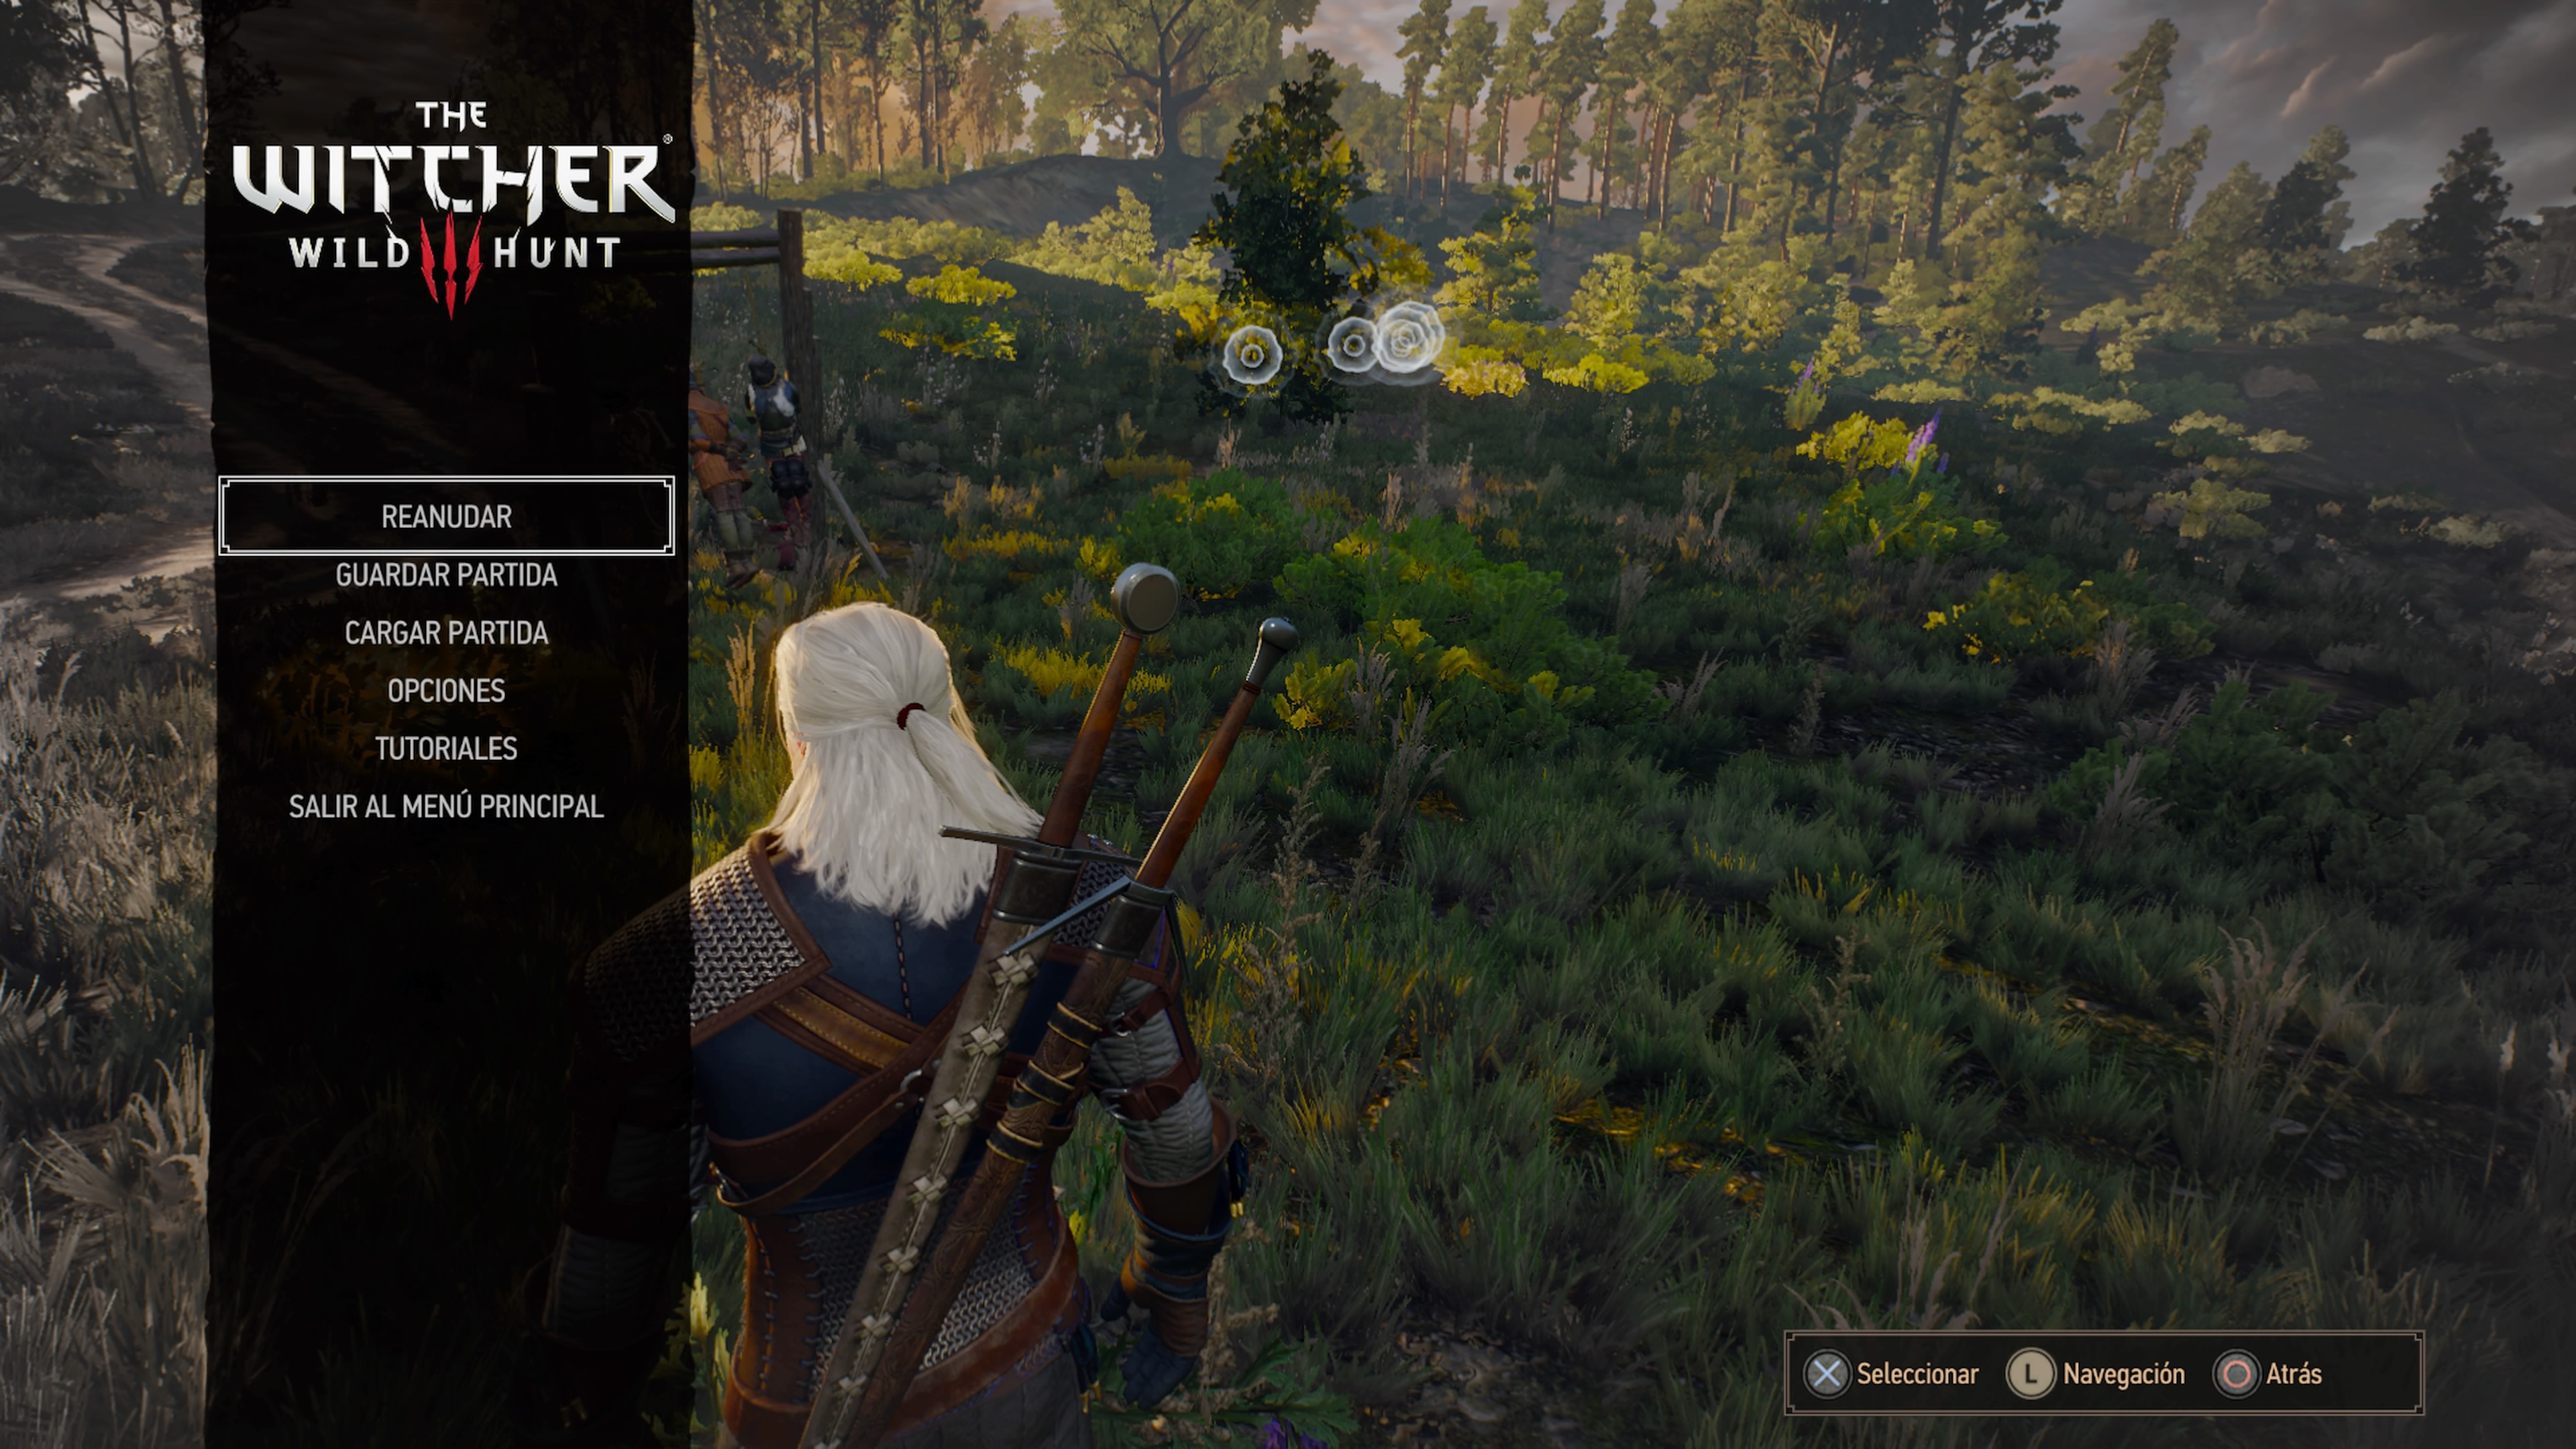 THE
WITCHER®
WILD HUNT
REANUDAR
GUARDAR PARTIDA
CARGAR PARTIDA
OPCIONES
TUTORIALES
SALIR AL MENÚ PRINCIPAL
L
Seleccionar Navegación Atrás